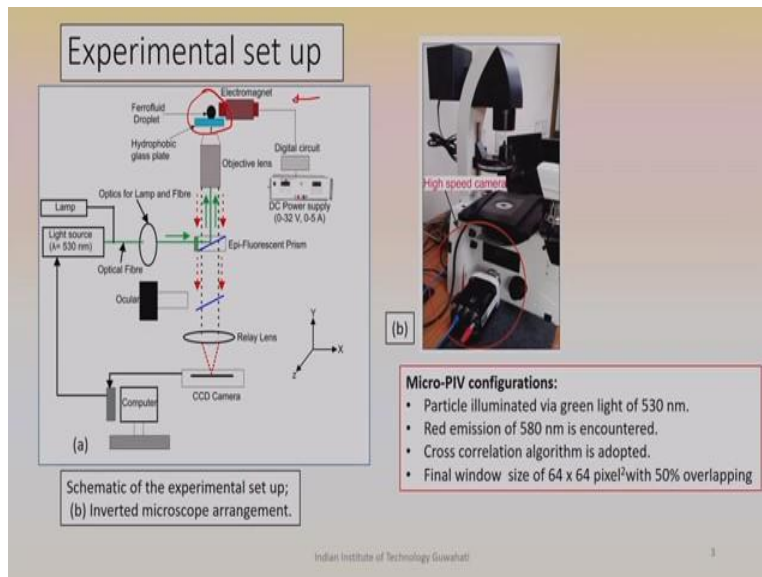 Experimental set up
Electromagnet
Ferrofluid
Droplet
Hydrophobic
glass plate
Digital circuit
Objective lens
DC Power supply
(0-32 V, 0-5 A)
Optics for Lamp and Fibre
Lamp
Light source
(λ= 530 nm)
Optical Fibre
Epi-Fluorescent Prism
Ocular
Relay Lens
Y
X
Z
CCD Camera
Computer
(a)
Schematic of the experimental set up;
(b) Inverted microscope arrangement.
High speed camera
(b)
Micro-PIV configurations:
• Particle illuminated via green light of 530 nm.
• Red emission of 580 nm is encountered.
• Cross correlation algorithm is adopted.
• Final window size of 64 x 64 pixel² with 50% overlapping
Indian Institute of Technology Guwahati
3